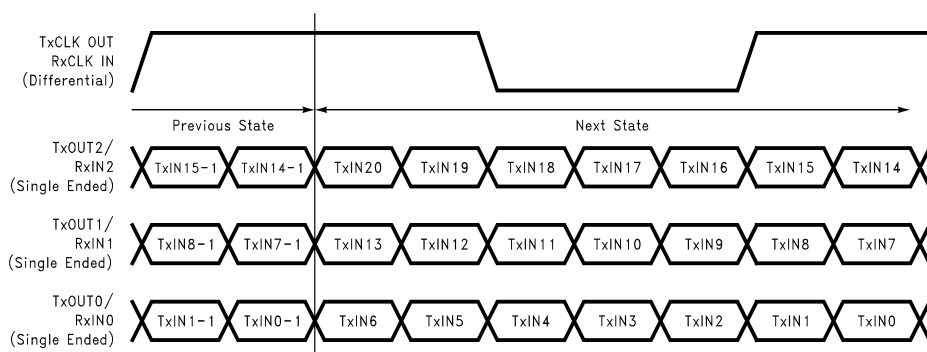 TxCLK OUT
RxCLK IN
(Differential)
Previous State
Next State
TxOUT2/
RxIN2
(Single Ended)
TxIN15-1 TxIN14-1 TxIN20 TxIN19 TxIN18 TxIN17 TxIN16 TxIN15 TxIN14
TxOUT1/
RxIN1
(Single Ended)
TxIN8-1 TxIN7-1 TxIN13 TxIN12 TxIN11 TxIN10 TxIN9 TxIN8 TxIN7
TxOUT0/
RxIN0
(Single Ended)
TxIN1-1 TxIN0-1 TxIN6 TxIN5 TxIN4 TxIN3 TxIN2 TxIN1 TxIN0